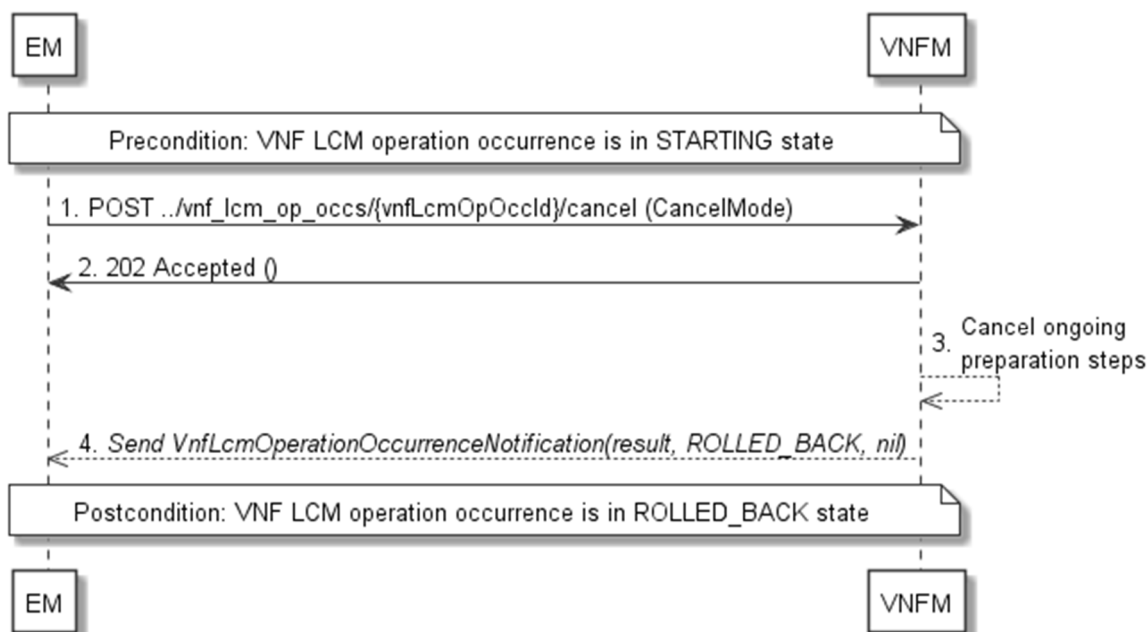 EM
VNFM
Precondition: VNF LCM operation occurrence is in STARTING state
1. POST ../vnf_lcm_op_occs/{vnfLcmOpOccId}/cancel (CancelMode)
2. 202 Accepted ()
3. Cancel ongoing
preparation steps
4. Send VnfLcmOperationOccurrenceNotification(result, ROLLED_BACK, nil)
Postcondition: VNF LCM operation occurrence is in ROLLED_BACK state
EM
VNFM